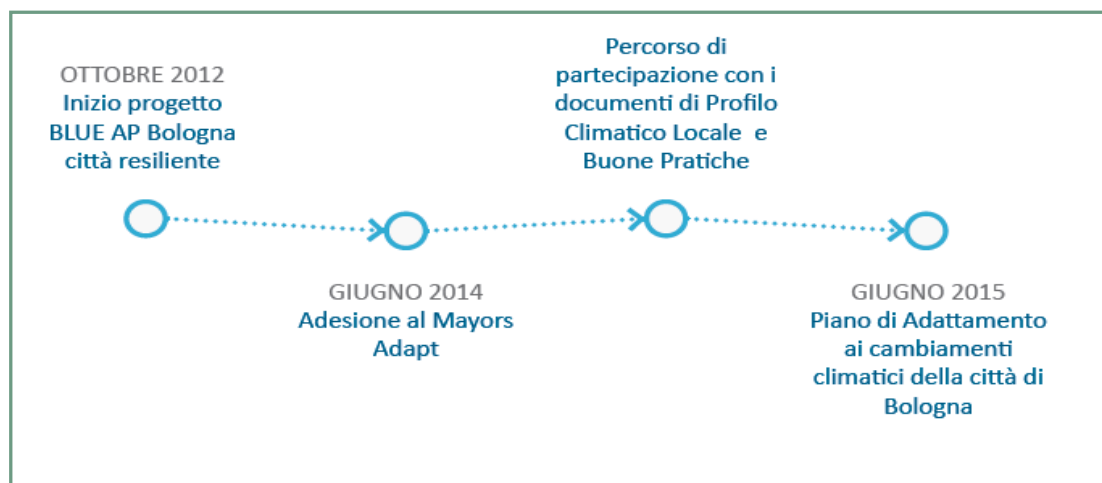 OTTOBRE 2012
Inizio progetto
BLUE AP Bologna
città resiliente
GIUGNO 2014
Adesione al Mayors
Adapt
Percorso di
partecipazione con i
documenti di Profilo
Climatico Locale e
Buone Pratiche
GIUGNO 2015
Piano di Adattamento
ai cambiamenti
climatici della città di
Bologna